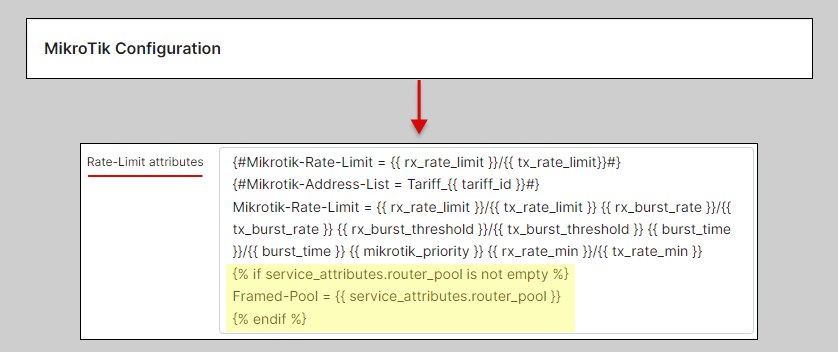 MikroTik Configuration
Rate-Limit attributes
{#Mikrotik-Rate-Limit = {{ rx_rate_limit }}/{{ tx_rate_limit}}#}
{#Mikrotik-Address-List = Tariff_{{ tariff_id }}#}
Mikrotik-Rate-Limit = {{ rx_rate_limit }}/{{ tx_rate_limit }} {{ rx_burst_rate }}/{{
tx_burst_rate }} {{ rx_burst_threshold }}/{{ tx_burst_threshold }} {{ burst_time
}}/{{ burst_time }} {{ mikrotik_priority }} {{ rx_rate_min }}/{{ tx_rate_min }}
{% if service_attributes.router_pool is not empty %}
Framed-Pool = {{ service_attributes.router_pool }}
{% endif %}